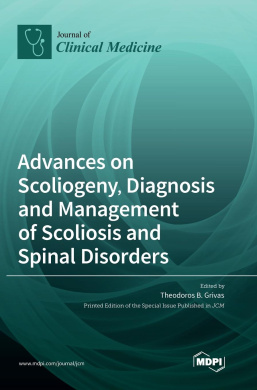 Journal of
Clinical Medicine
Advances on
Scoliogeny, Diagnosis
and Management
of Scoliosis and
Spinal Disorders
Edited by
Theodoros B. Grivas
Printed Edition of the Special Issue Published in JCM
www.mdpi.com/journal/jcm
MDPI